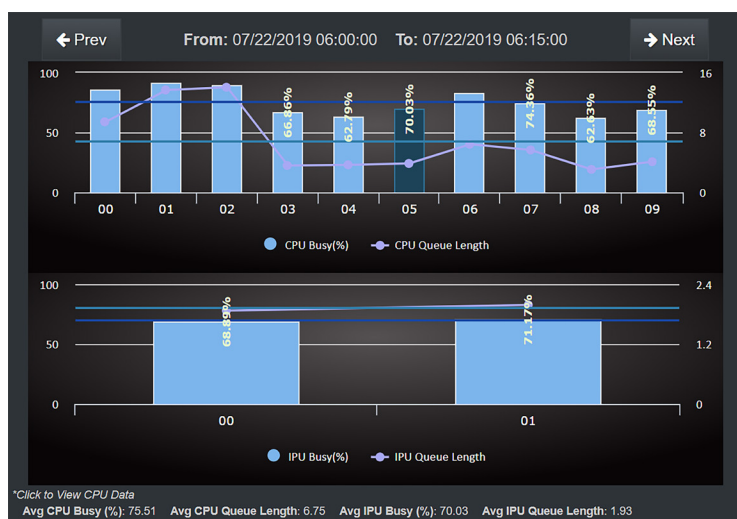 Prev
From: 07/22/2019 06:00:00 To: 07/22/2019 06:15:00
Next
100
50
0
16
8
0
66.86%
62.79%
70.03%
74.36%
62.63%
68.55%
00 01 02 03 04 05 06 07 08 09
CPU Busy(%) CPU Queue Length
100
50
0
2.4
1.2
0
68.89%
71.17%
00 01
IPU Busy(%) IPU Queue Length
*Click to View CPU Data
Avg CPU Busy (%): 75.51 Avg CPU Queue Length: 6.75 Avg IPU Busy (%): 70.03 Avg IPU Queue Length: 1.93